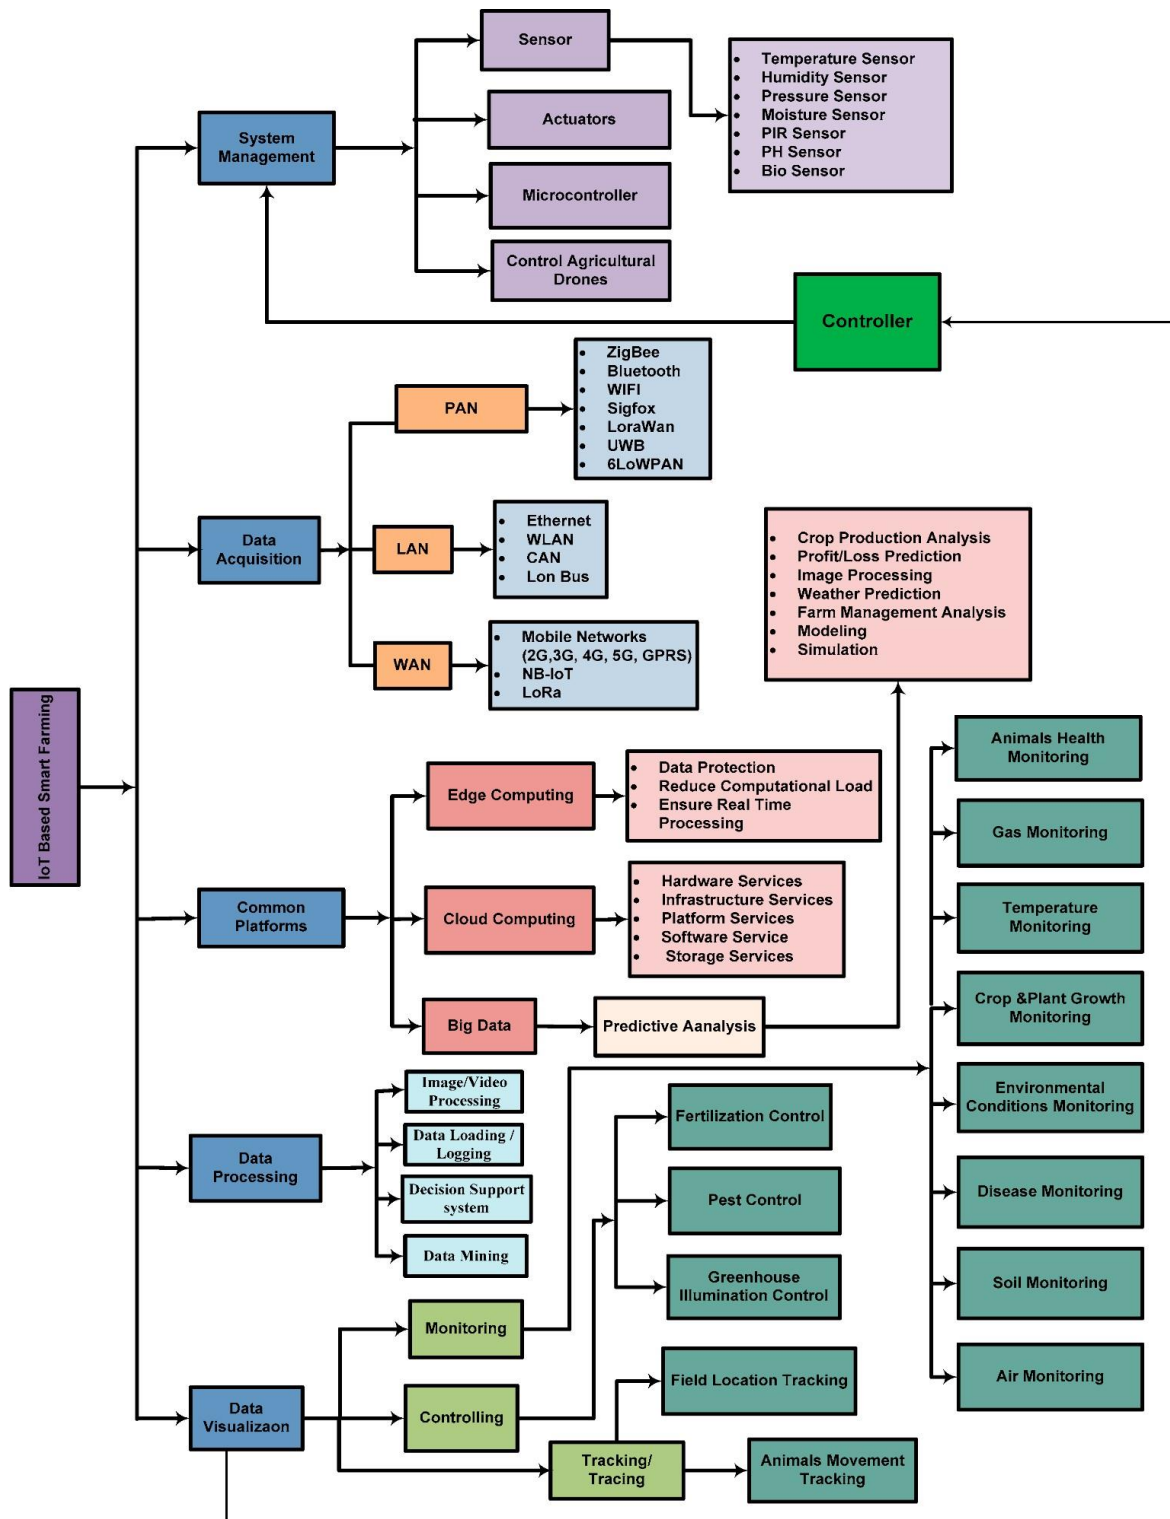 IoT Based Smart Farming
System
Management
Sensor
Actuators
Microcontroller
Control Agricultural
Drones
• Temperature Sensor
• Humidity Sensor
• Pressure Sensor
• Moisture Sensor
• PIR Sensor
• PH Sensor
• Bio Sensor
Controller
Data
Acquisition
PAN
• ZigBee
• Bluetooth
• WIFI
• Sigfox
• LoraWan
• UWB
• 6LoWPAN
LAN
• Ethernet
• WLAN
• CAN
• Lon Bus
WAN
• Mobile Networks
(2G,3G, 4G, 5G, GPRS)
• NB-IoT
• LoRa
Common
Platforms
Edge Computing
• Data Protection
• Reduce Computational Load
• Ensure Real Time
Processing
Cloud Computing
• Hardware Services
• Infrastructure Services
• Platform Services
• Software Service
• Storage Services
Big Data
Predictive Aanalysis
• Crop Production Analysis
• Profit/Loss Prediction
• Image Processing
• Weather Prediction
• Farm Management Analysis
• Modeling
• Simulation
Data
Processing
Image/Video
Processing
Data Loading /
Logging
Decision Support
system
Data Mining
Data
Visualizaon
Monitoring
Animals Health
Monitoring
Gas Monitoring
Temperature
Monitoring
Crop &Plant Growth
Monitoring
Environmental
Conditions Monitoring
Disease Monitoring
Soil Monitoring
Air Monitoring
Controlling
Fertilization Control
Pest Control
Greenhouse
Illumination Control
Tracking/
Tracing
Field Location Tracking
Animals Movement
Tracking